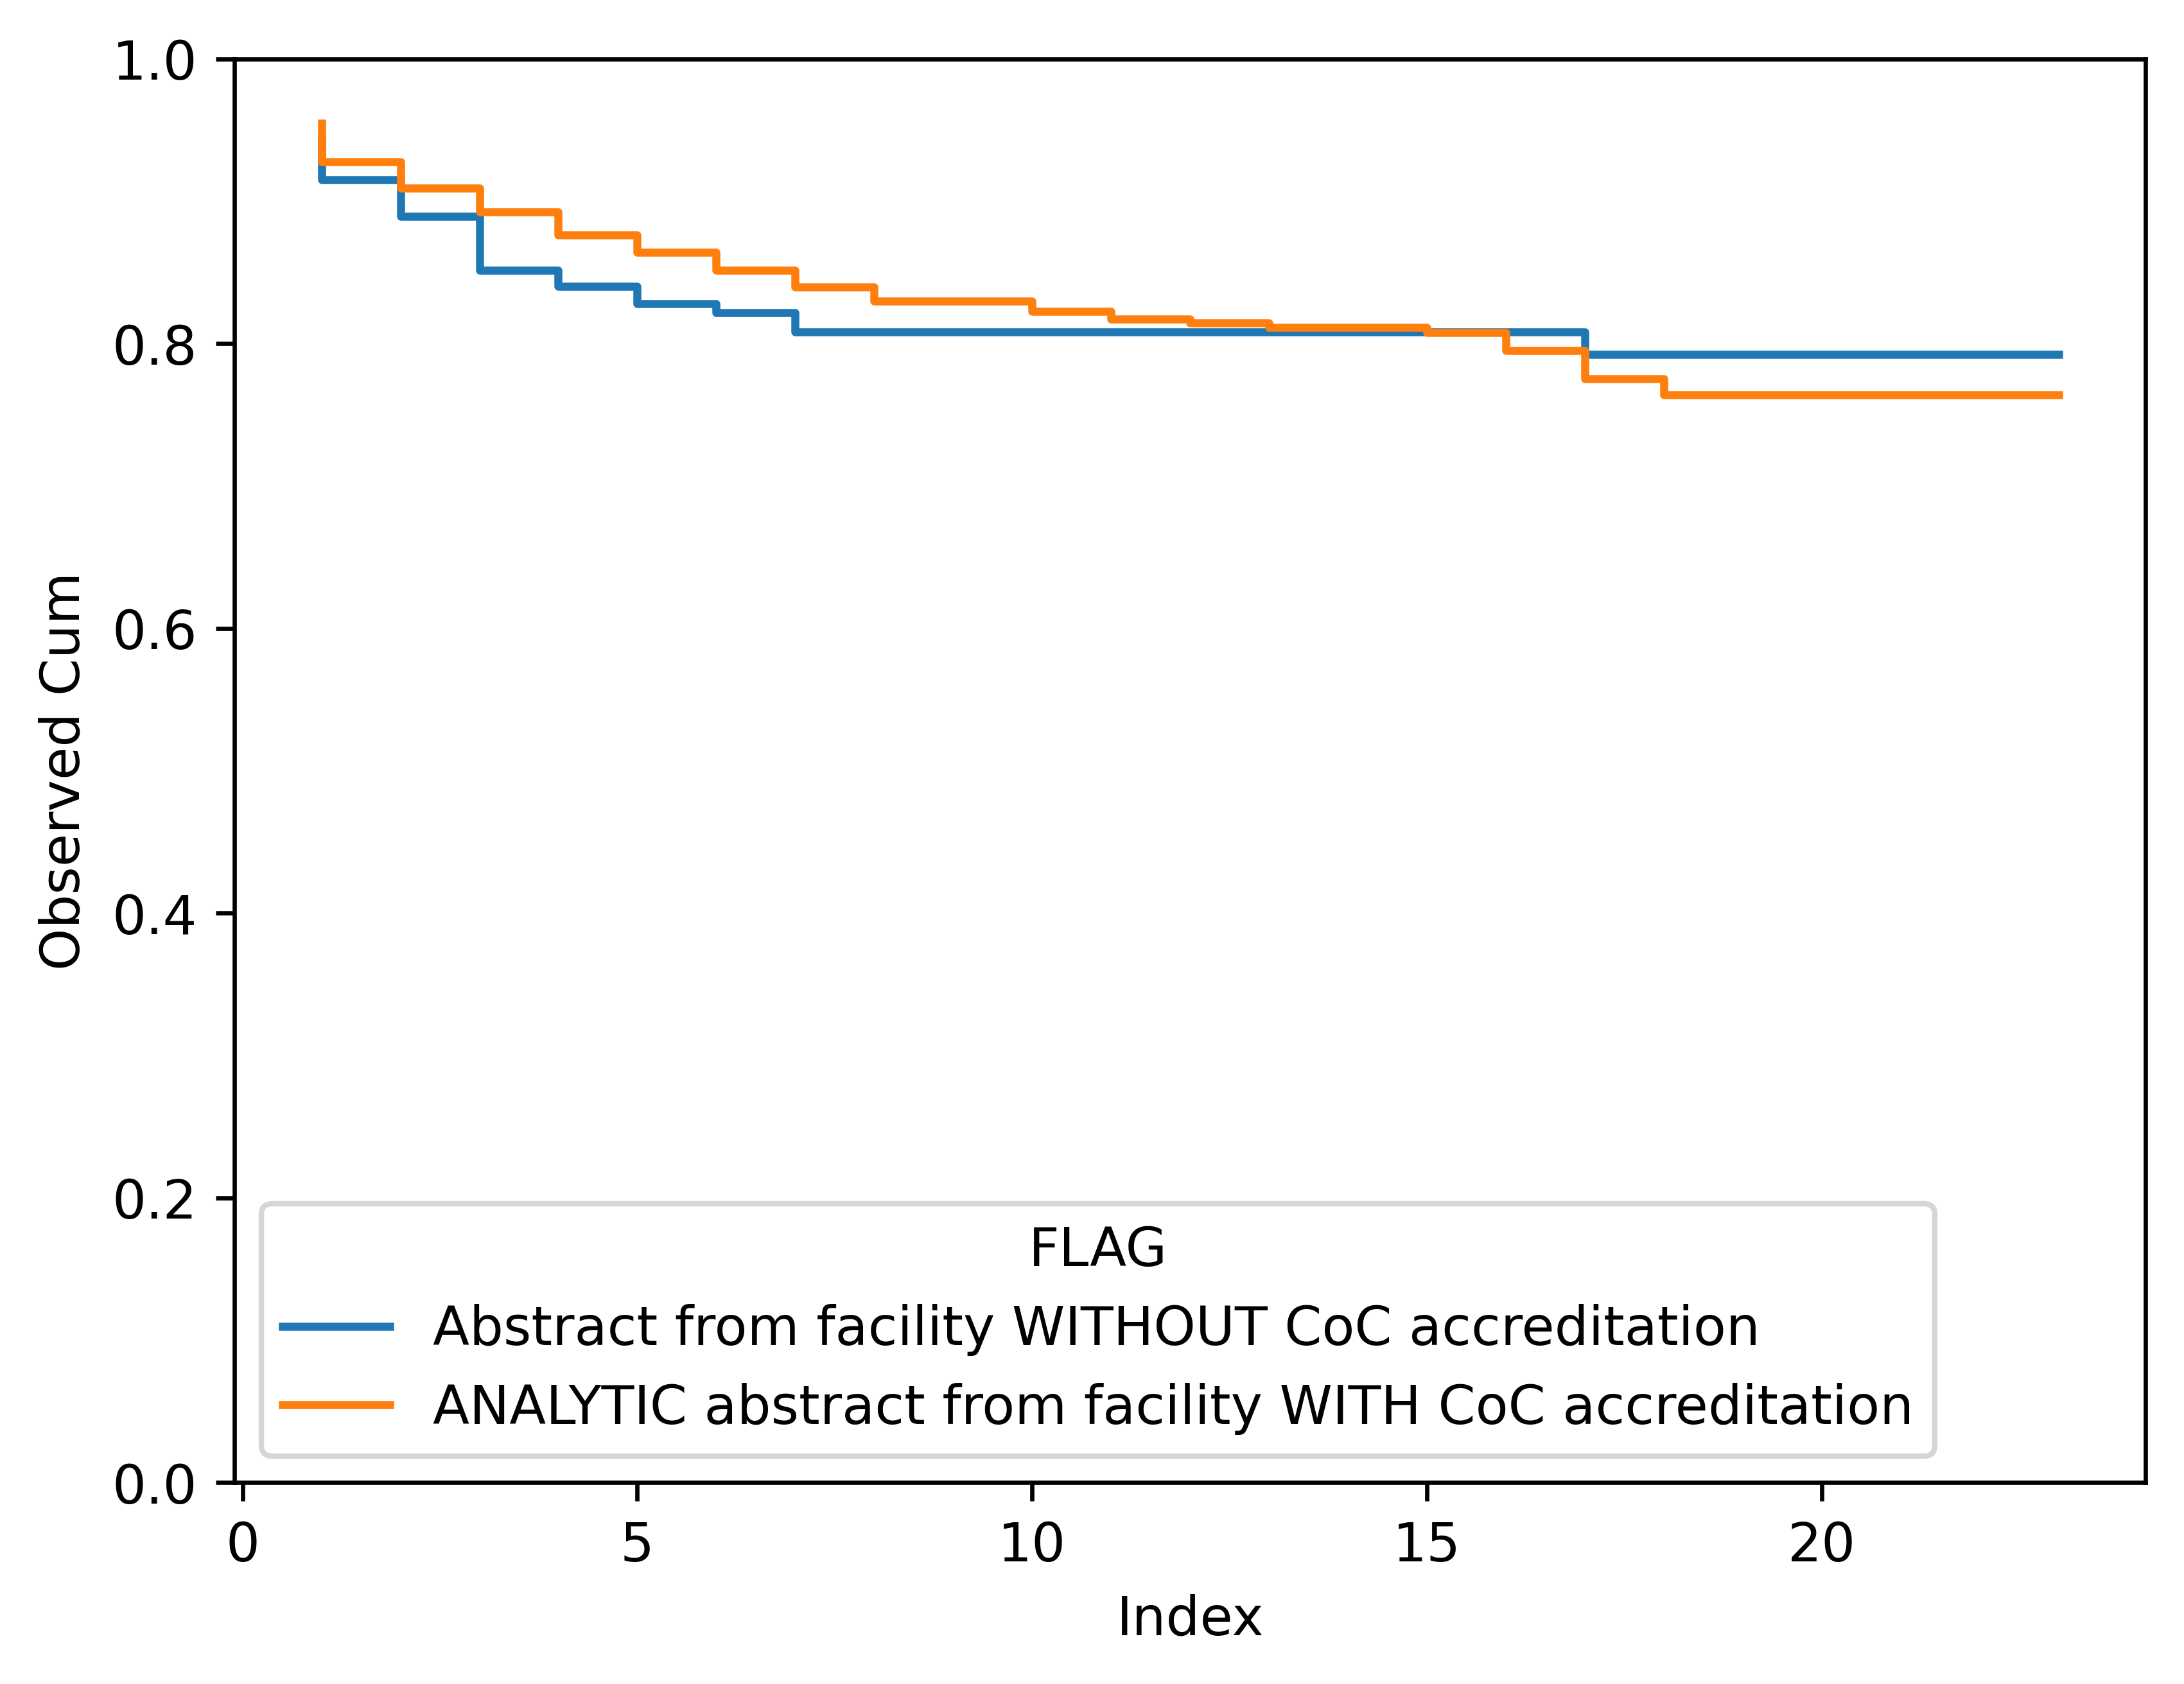 1.0
0.8
0.6
0.4
0.2
0.0
Observed Cum
FLAG
Abstract from facility WITHOUT CoC accreditation
ANALYTIC abstract from facility WITH CoC accreditation
0 5 10 15 20
Index